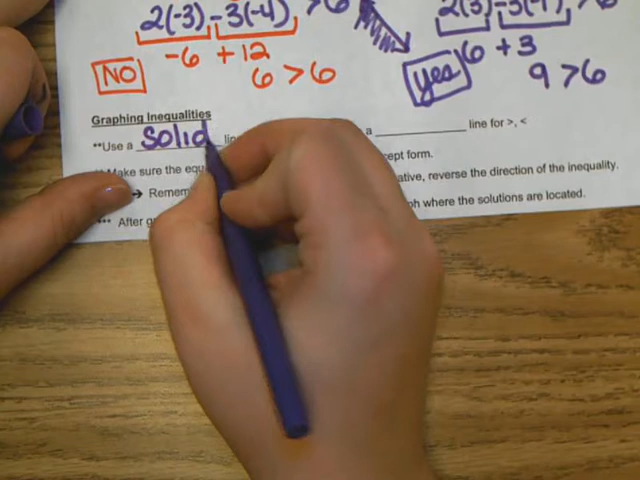 2(-3) - 3(-4) >6 2(3) - 3(-1) >6
-6 + 12 6 + 3
NO 6 > 6 yes 9 > 6
Graphing Inequalities
**Use a solid a ________ line for >, <
Make sure the equ cept form.
→ Remem ative, reverse the direction of the inequality.
*** After g ph where the solutions are located.